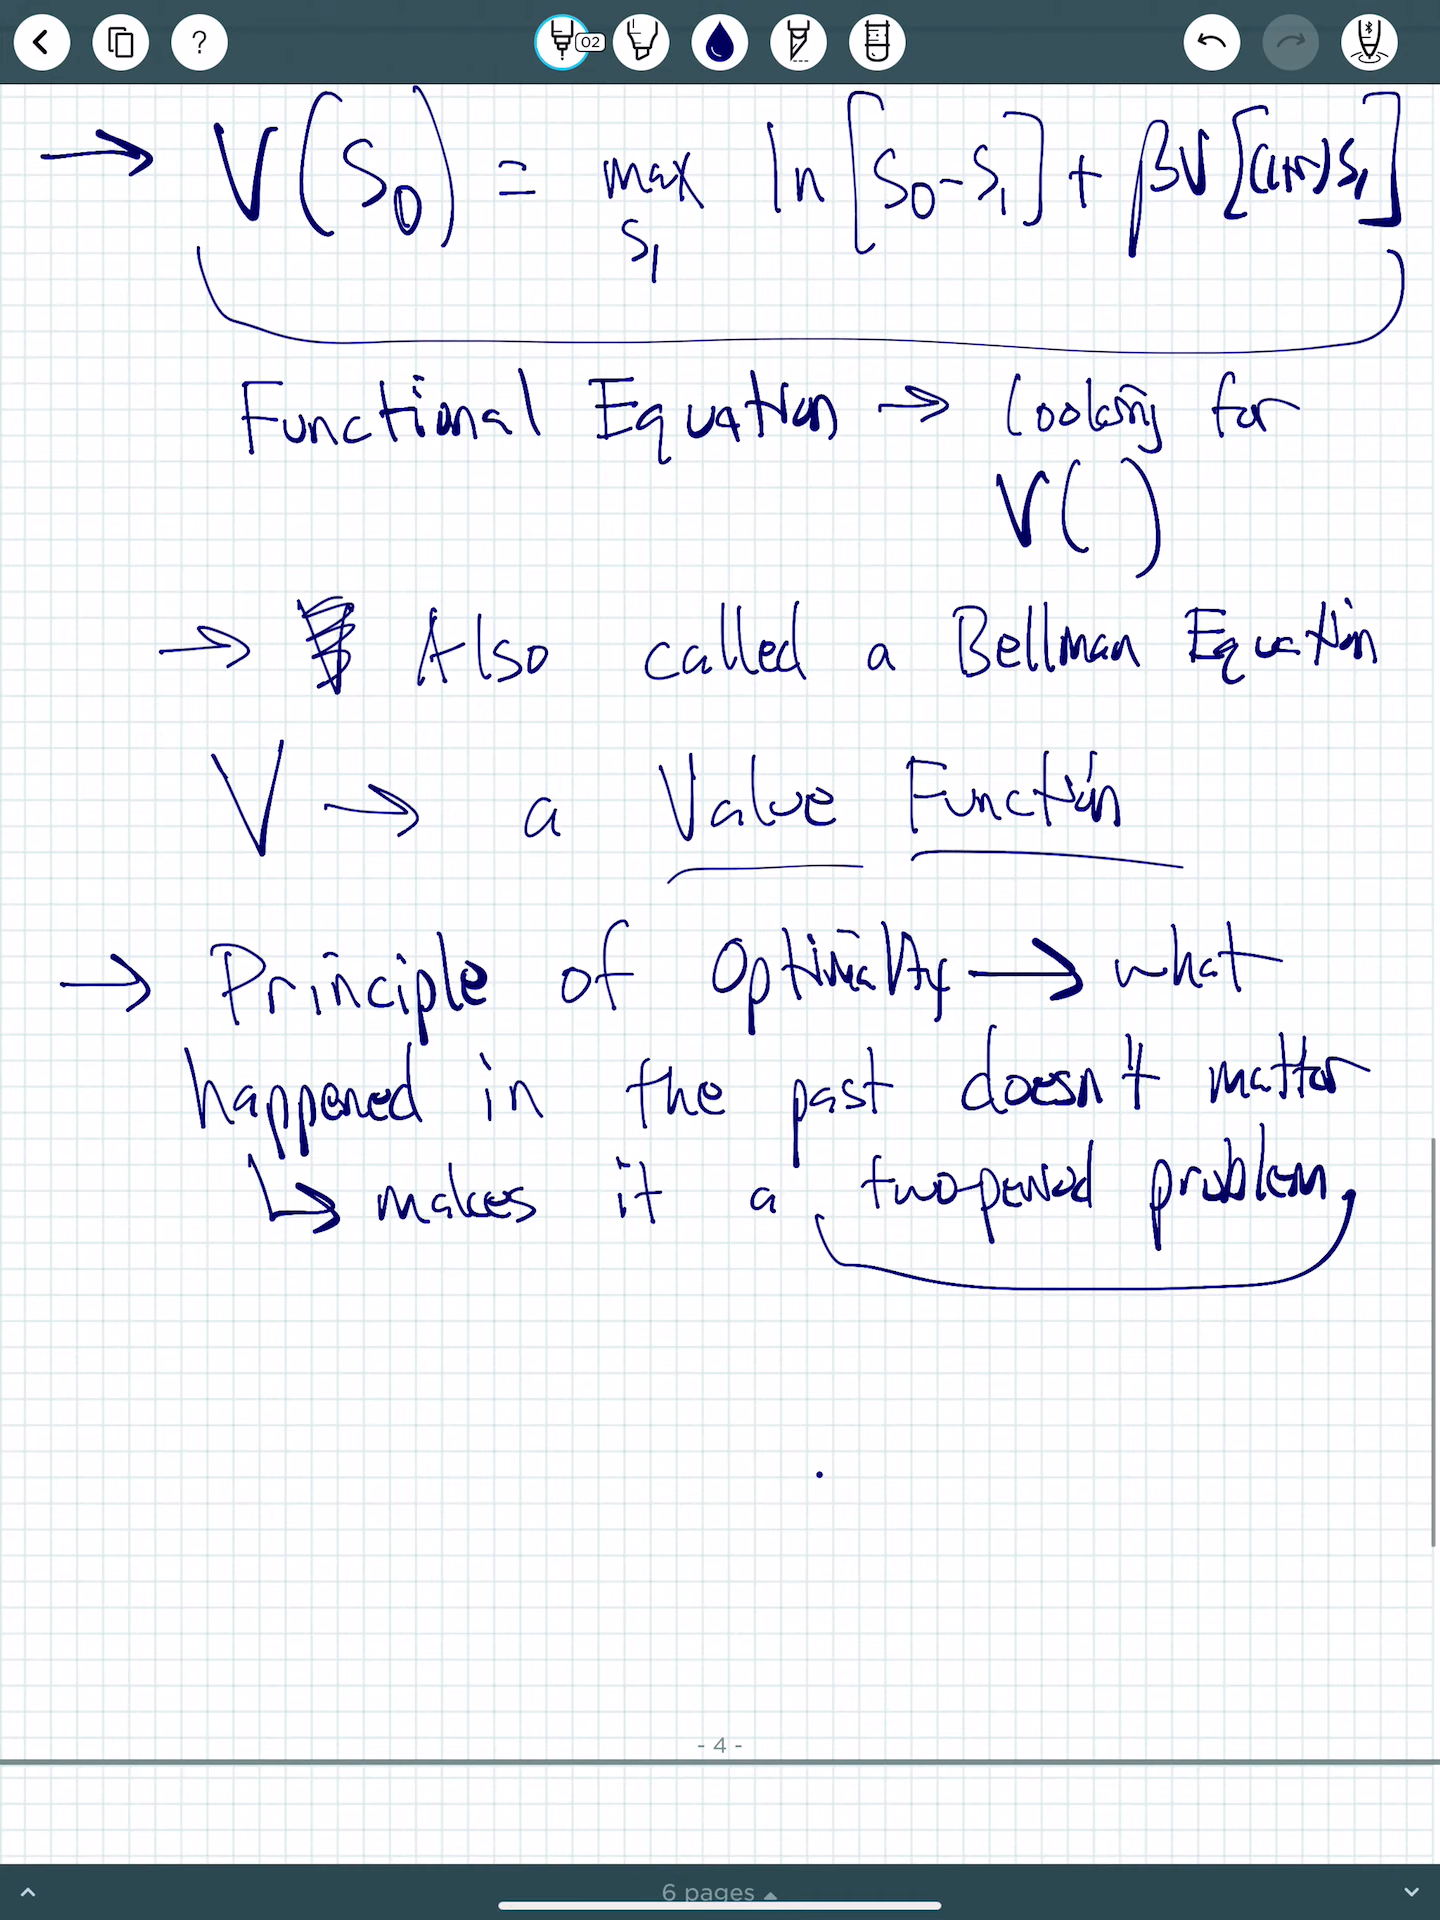 ?
02
→ V(S₀) = max ln[S₀-S₁] + βV[(1+r)S₁]
S₁
Functional Equation → looking for
V( )
→ Also called a Bellman Equation
V → a Value Function
→ Principle of Optimality → what
happened in the past doesn't matter
↳ makes it a two-period problem.
- 4 -
6 pages